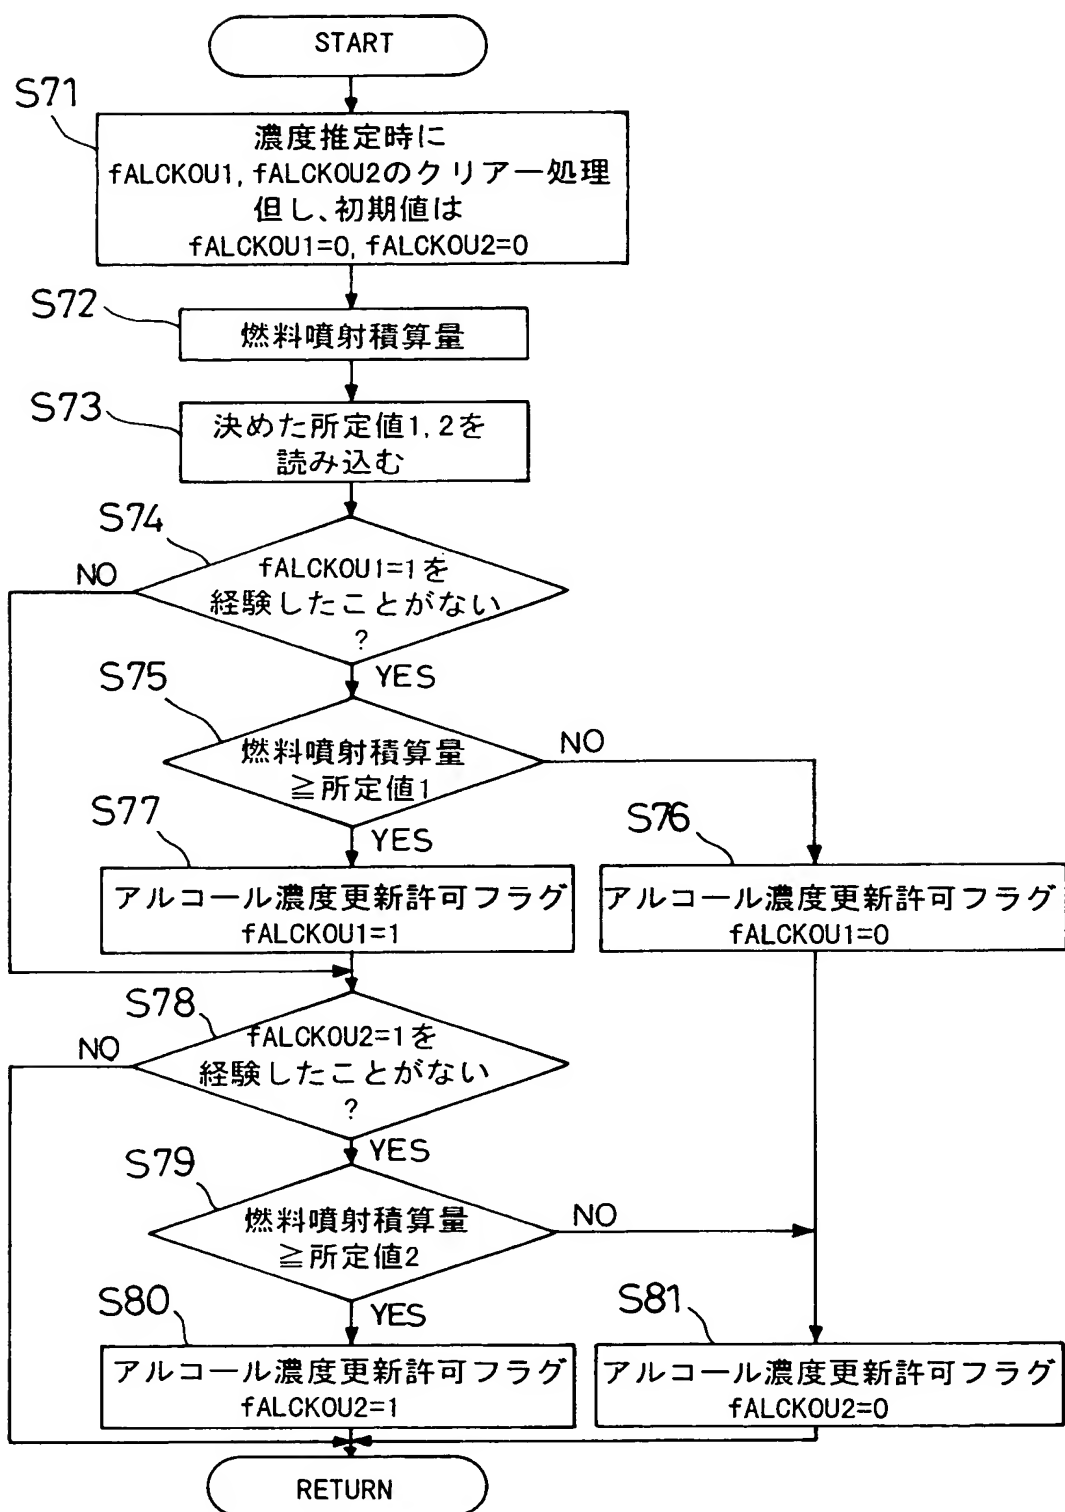 START
S71
濃度推定時に
fALCKOU1, fALCKOU2のクリアー処理
但し、初期値は
fALCKOU1=0, fALCKOU2=0
S72
燃料噴射積算量
S73
決めた所定値1, 2を
読み込む
S74
fALCKOU1=1を
経験したことがない
?
NO
YES
S75
燃料噴射積算量
≧所定値1
NO
YES
S77
アルコール濃度更新許可フラグ
fALCKOU1=1
S76
アルコール濃度更新許可フラグ
fALCKOU1=0
S78
fALCKOU2=1を
経験したことがない
?
NO
YES
S79
燃料噴射積算量
≧所定値2
NO
YES
S80
アルコール濃度更新許可フラグ
fALCKOU2=1
S81
アルコール濃度更新許可フラグ
fALCKOU2=0
RETURN